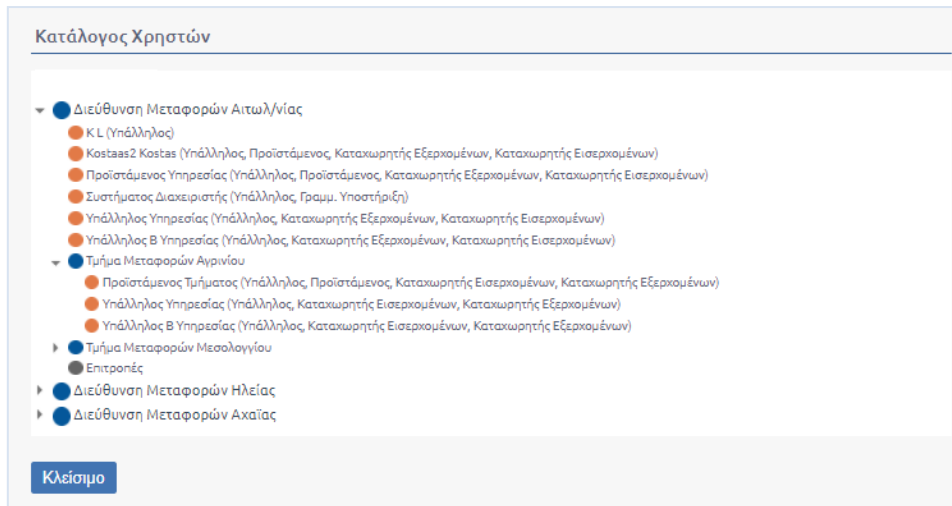 Κατάλογος Χρηστών
Διεύθυνση Μεταφορών Αιτωλ/νίας
Κ L (Υπάλληλος)
Kostaas2 Kostas (Υπάλληλος, Προϊστάμενος, Καταχωρητής Εξερχομένων, Καταχωρητής Εισερχομένων)
Προϊστάμενος Υπηρεσίας (Υπάλληλος, Προϊστάμενος, Καταχωρητής Εξερχομένων, Καταχωρητής Εισερχομένων)
Συστήματος Διαχειριστής (Υπάλληλος, Γραμμ. Υποστήριξη)
Υπάλληλος Υπηρεσίας (Υπάλληλος, Καταχωρητής Εξερχομένων, Καταχωρητής Εισερχομένων)
Υπάλληλος Β Υπηρεσίας (Υπάλληλος, Καταχωρητής Εξερχομένων, Καταχωρητής Εισερχομένων)
Τμήμα Μεταφορών Αγρινίου
Προϊστάμενος Τμήματος (Υπάλληλος, Προϊστάμενος, Καταχωρητής Εισερχομένων, Καταχωρητής Εξερχομένων)
Υπάλληλος Υπηρεσίας (Υπάλληλος, Καταχωρητής Εισερχομένων, Καταχωρητής Εξερχομένων)
Υπάλληλος Β Υπηρεσίας (Υπάλληλος, Καταχωρητής Εισερχομένων, Καταχωρητής Εξερχομένων)
Τμήμα Μεταφορών Μεσολογγίου
Επιτροπές
Διεύθυνση Μεταφορών Ηλείας
Διεύθυνση Μεταφορών Αχαΐας
Κλείσιμο